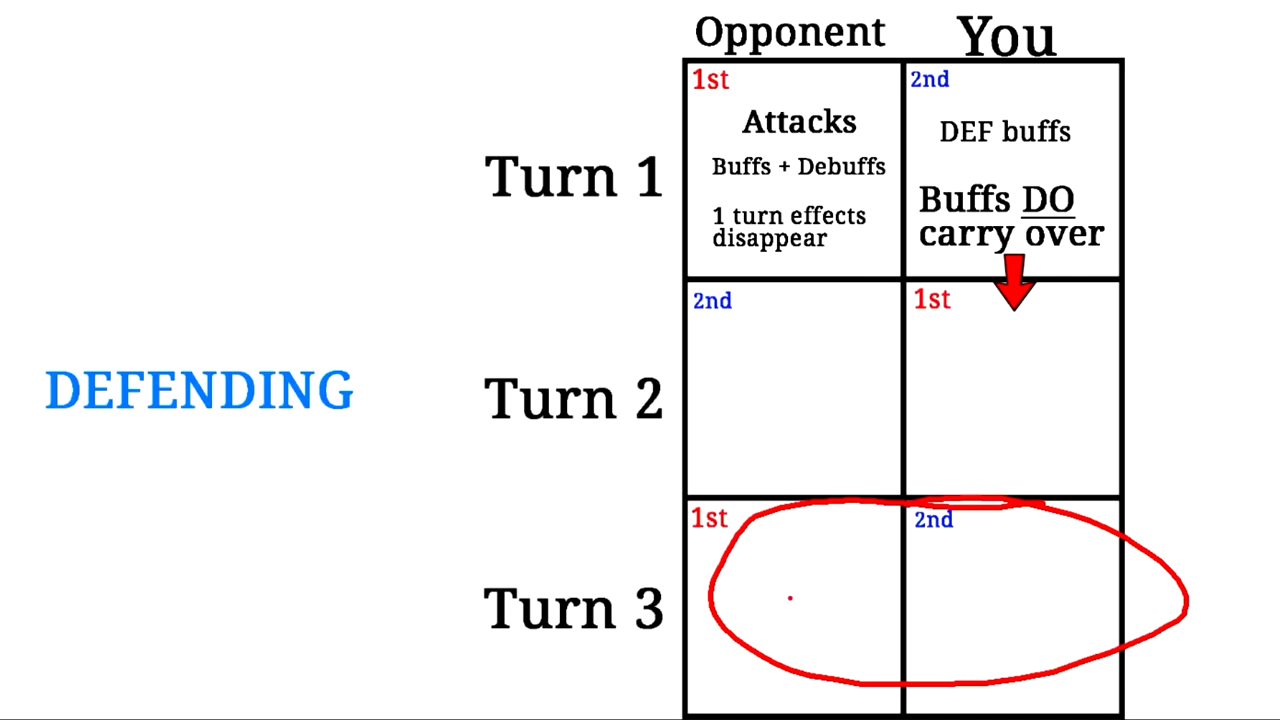 Opponent You
1st 2nd
Attacks
DEF buffs
Buffs + Debuffs
Turn 1
1 turn effects
disappear
Buffs DO
carry over
2nd 1st
DEFENDING
Turn 2
1st 2nd
Turn 3